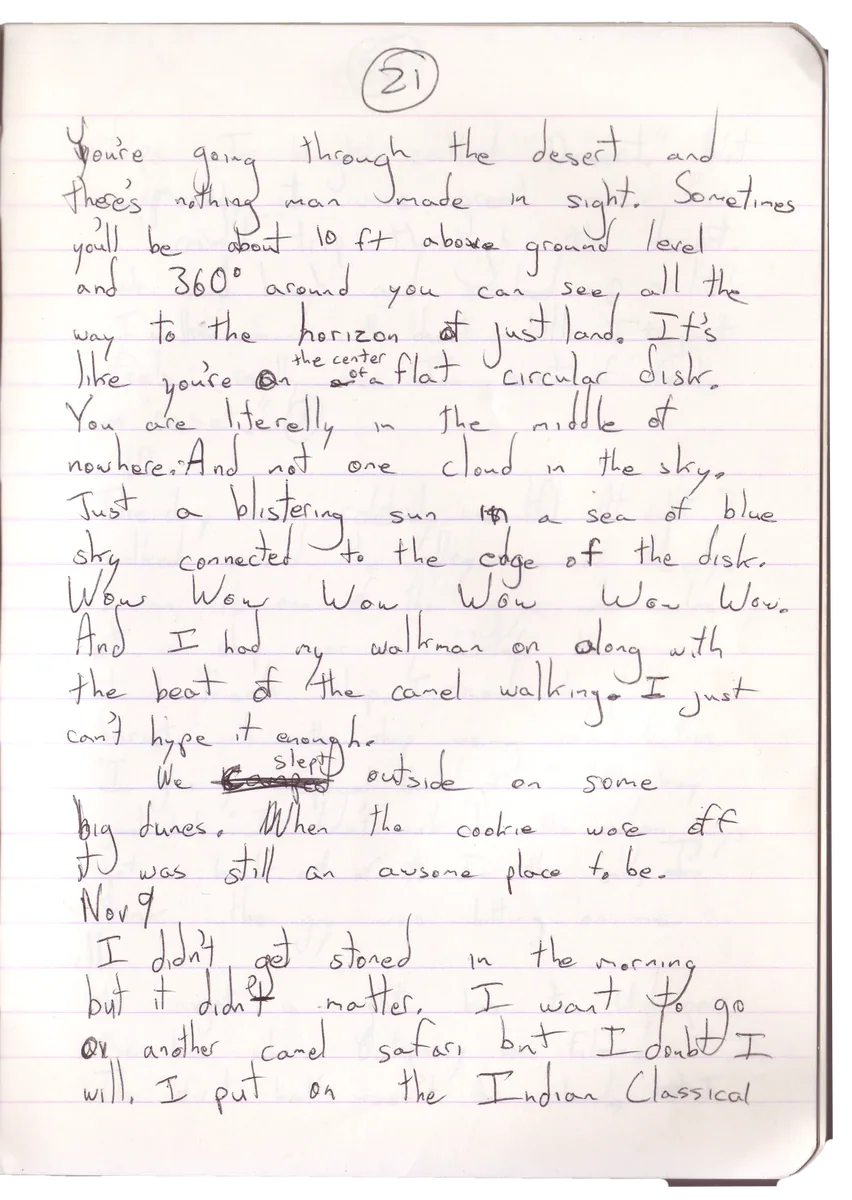 21
You're going through the desert and
there's nothing man made in sight. Sometimes
you'll be about 10 ft above ground level
and 360° around you can see, all the
way to the horizon of just land. It's
like you're on the center of a flat circular disk.
You are literelly in the middle of
nowhere. And not one cloud in the sky.
Just a blistering sun in a sea of blue
sky connected to the edge of the disk.
Wow Wow Wow Wow Wow Wow.
And I had my walkman on along with
the beat of the camel walking. I just
can't hype it enough.
We slept outside on some
big dunes. When the cookie wore off
it was still an awsome place to be.
Nov 9
I didn't get stoned in the morning
but it didn't matter. I want to go
on another camel safari but I doubt I
will. I put on the Indian Classical